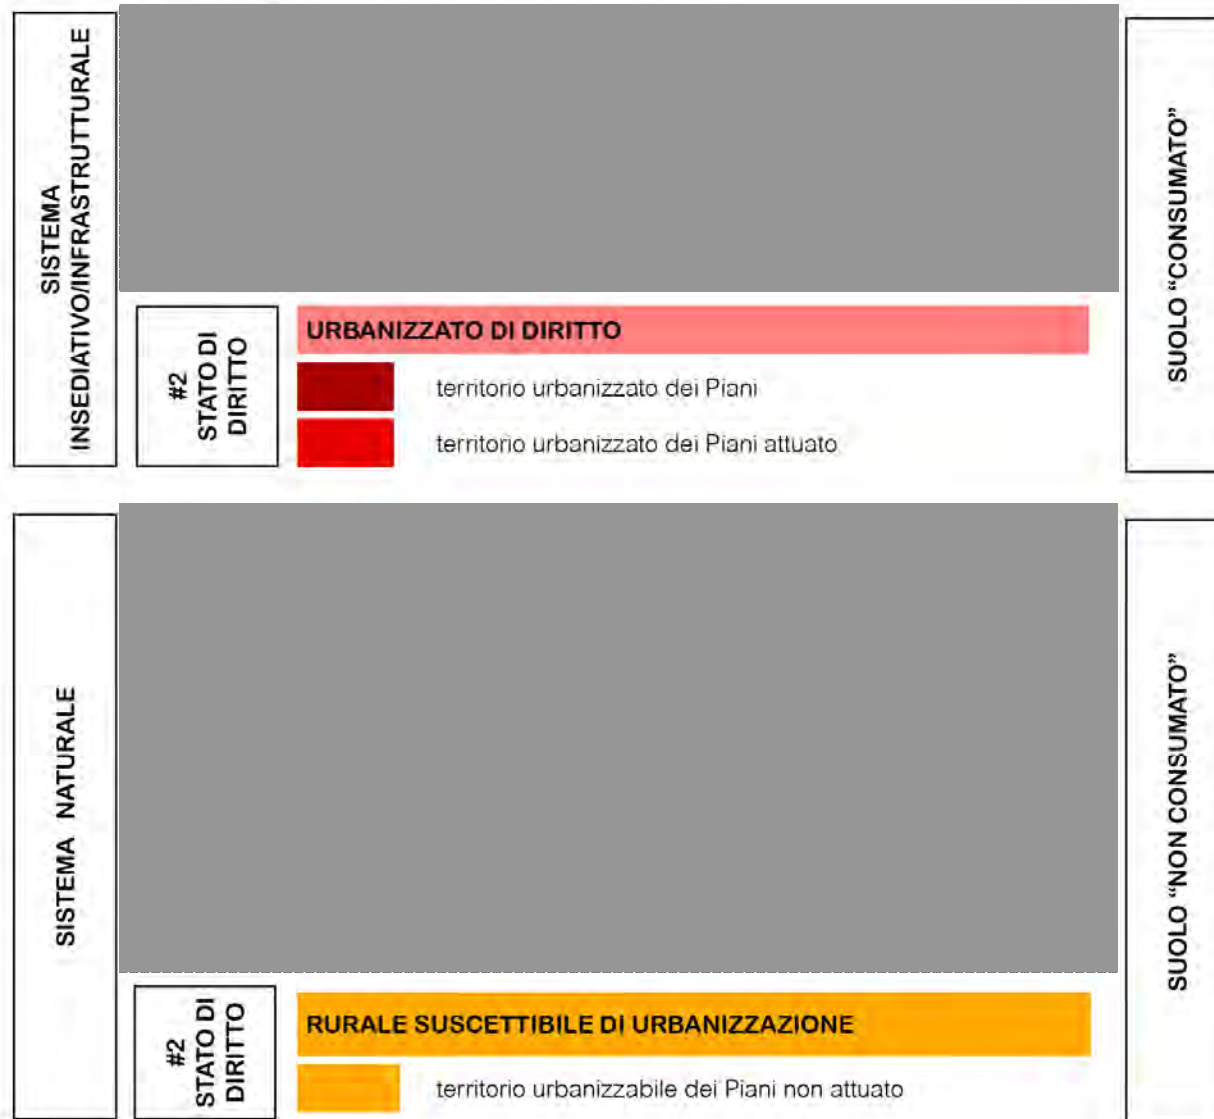 SISTEMA
INSEDIATIVO/INFRASTRUTTURALE
#2
STATO DI
DIRITTO
URBANIZZATO DI DIRITTO
territorio urbanizzato dei Piani
territorio urbanizzato dei Piani attuato
SUOLO “CONSUMATO”
SISTEMA NATURALE
#2
STATO DI
DIRITTO
RURALE SUSCETTIBILE DI URBANIZZAZIONE
territorio urbanizzabile dei Piani non attuato
SUOLO “NON CONSUMATO”